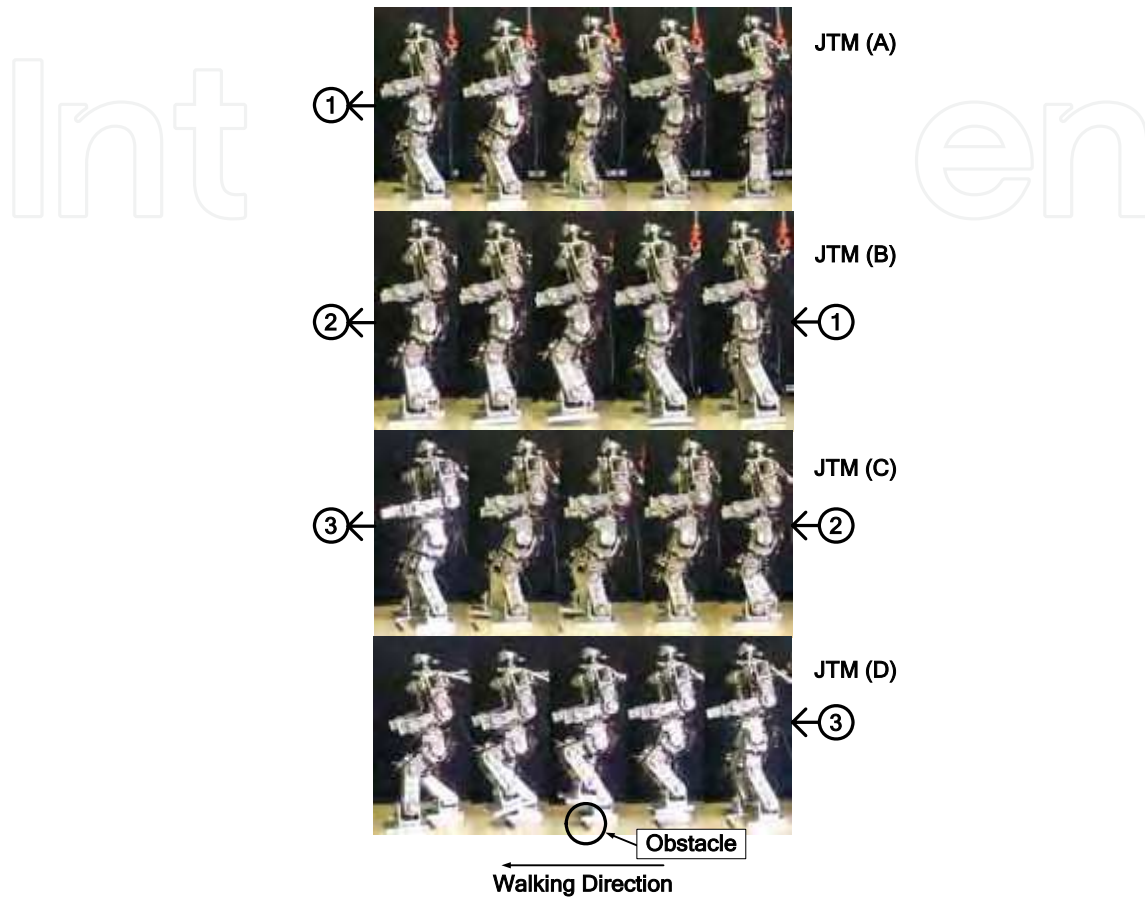 Int en
JTM (A)
1
JTM (B)
2 1
JTM (C)
3 2
JTM (D)
3
Obstacle
Walking Direction